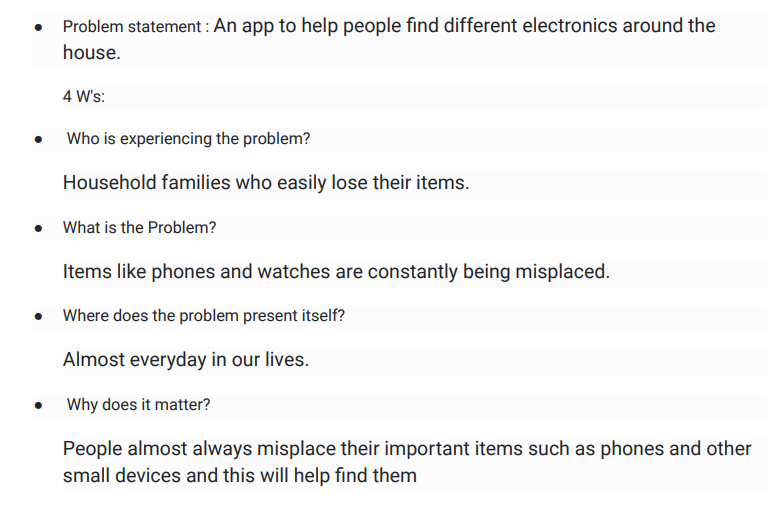 ● Problem statement : An app to help people find different electronics around the
house.
4 W's:
● Who is experiencing the problem?
Household families who easily lose their items.
● What is the Problem?
Items like phones and watches are constantly being misplaced.
● Where does the problem present itself?
Almost everyday in our lives.
● Why does it matter?
People almost always misplace their important items such as phones and other
small devices and this will help find them